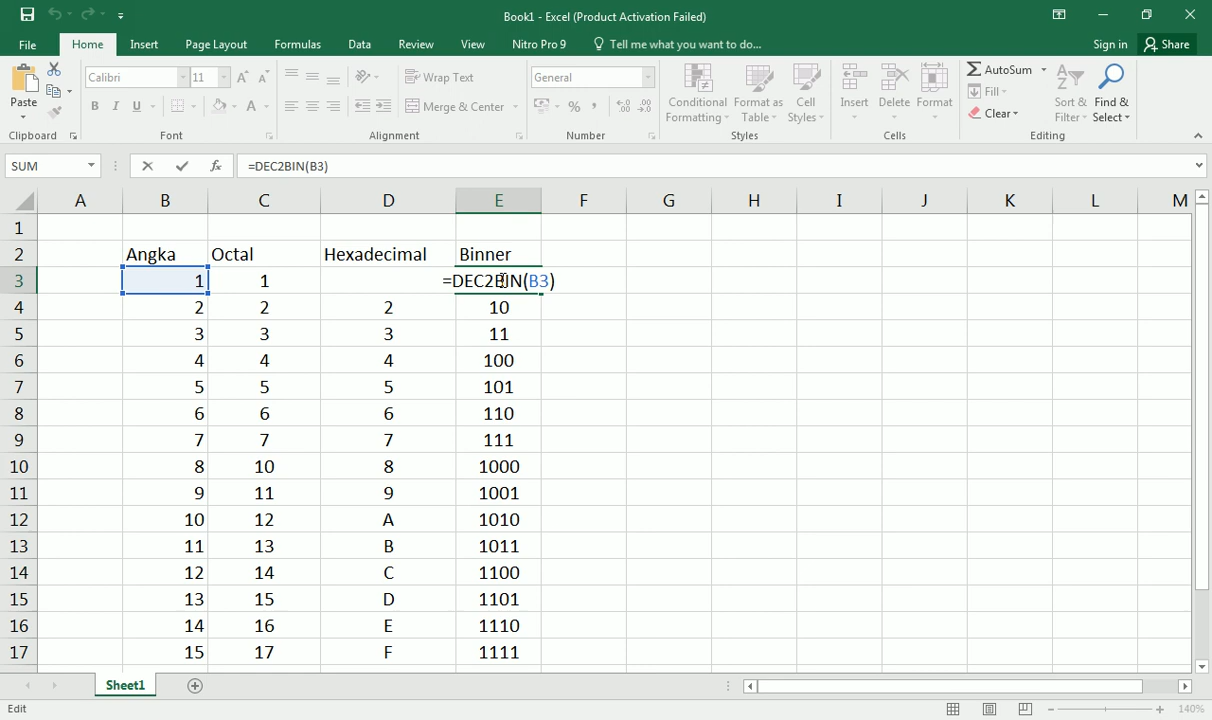 Book1 - Excel (Product Activation Failed)
File Home Insert Page Layout Formulas Data Review View Nitro Pro 9 Tell me what you want to do... Sign in Share
Paste
Calibri 11
B I U A
Wrap Text
Merge & Center
General
% ,
Conditional Formatting
Format as Table
Cell Styles
Insert Delete Format
AutoSum
Fill
Clear
Sort & Filter
Find & Select
Clipboard Font Alignment Number Styles Cells Editing
SUM fx =DEC2BIN(B3)
A B C D E F G H I J K L M
1
2 Angka Octal Hexadecimal Binner
3 1 1 =DEC2BIN(B3)
4 2 2 2 10
5 3 3 3 11
6 4 4 4 100
7 5 5 5 101
8 6 6 6 110
9 7 7 7 111
10 8 10 8 1000
11 9 11 9 1001
12 10 12 A 1010
13 11 13 B 1011
14 12 14 C 1100
15 13 15 D 1101
16 14 16 E 1110
17 15 17 F 1111
Sheet1
Edit 140%